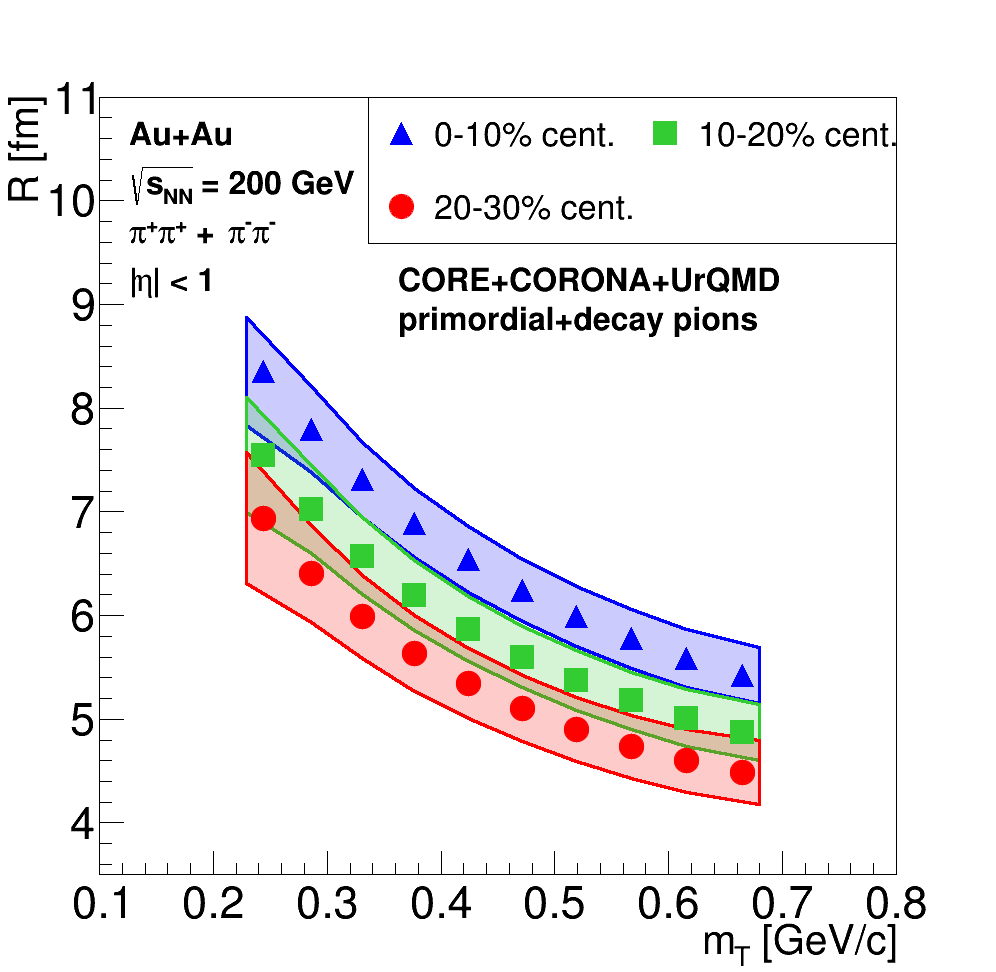 R [fm]
11
10
9
8
7
6
5
4
Au+Au
√sNN = 200 GeV
π⁺π⁺ + π⁻π⁻
|η| < 1
0-10% cent.
10-20% cent.
20-30% cent.
CORE+CORONA+UrQMD
primordial+decay pions
0.1 0.2 0.3 0.4 0.5 0.6 0.7 0.8
mT [GeV/c]